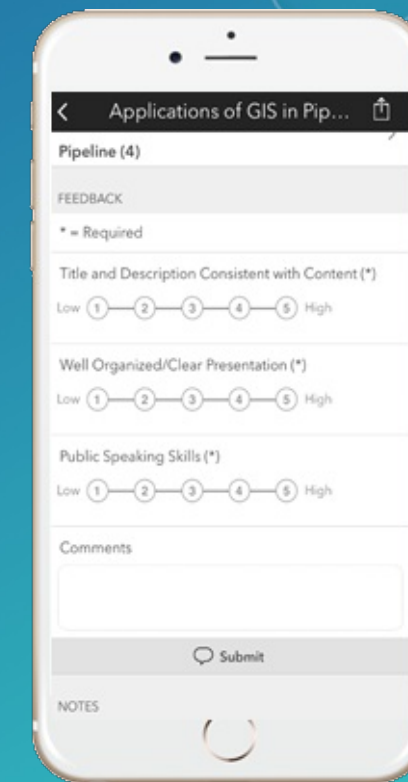 Applications of GIS in Pip...
Pipeline (4)
FEEDBACK
* = Required
Title and Description Consistent with Content (*)
Low 1 2 3 4 5 High
Well Organized/Clear Presentation (*)
Low 1 2 3 4 5 High
Public Speaking Skills (*)
Low 1 2 3 4 5 High
Comments
Submit
NOTES